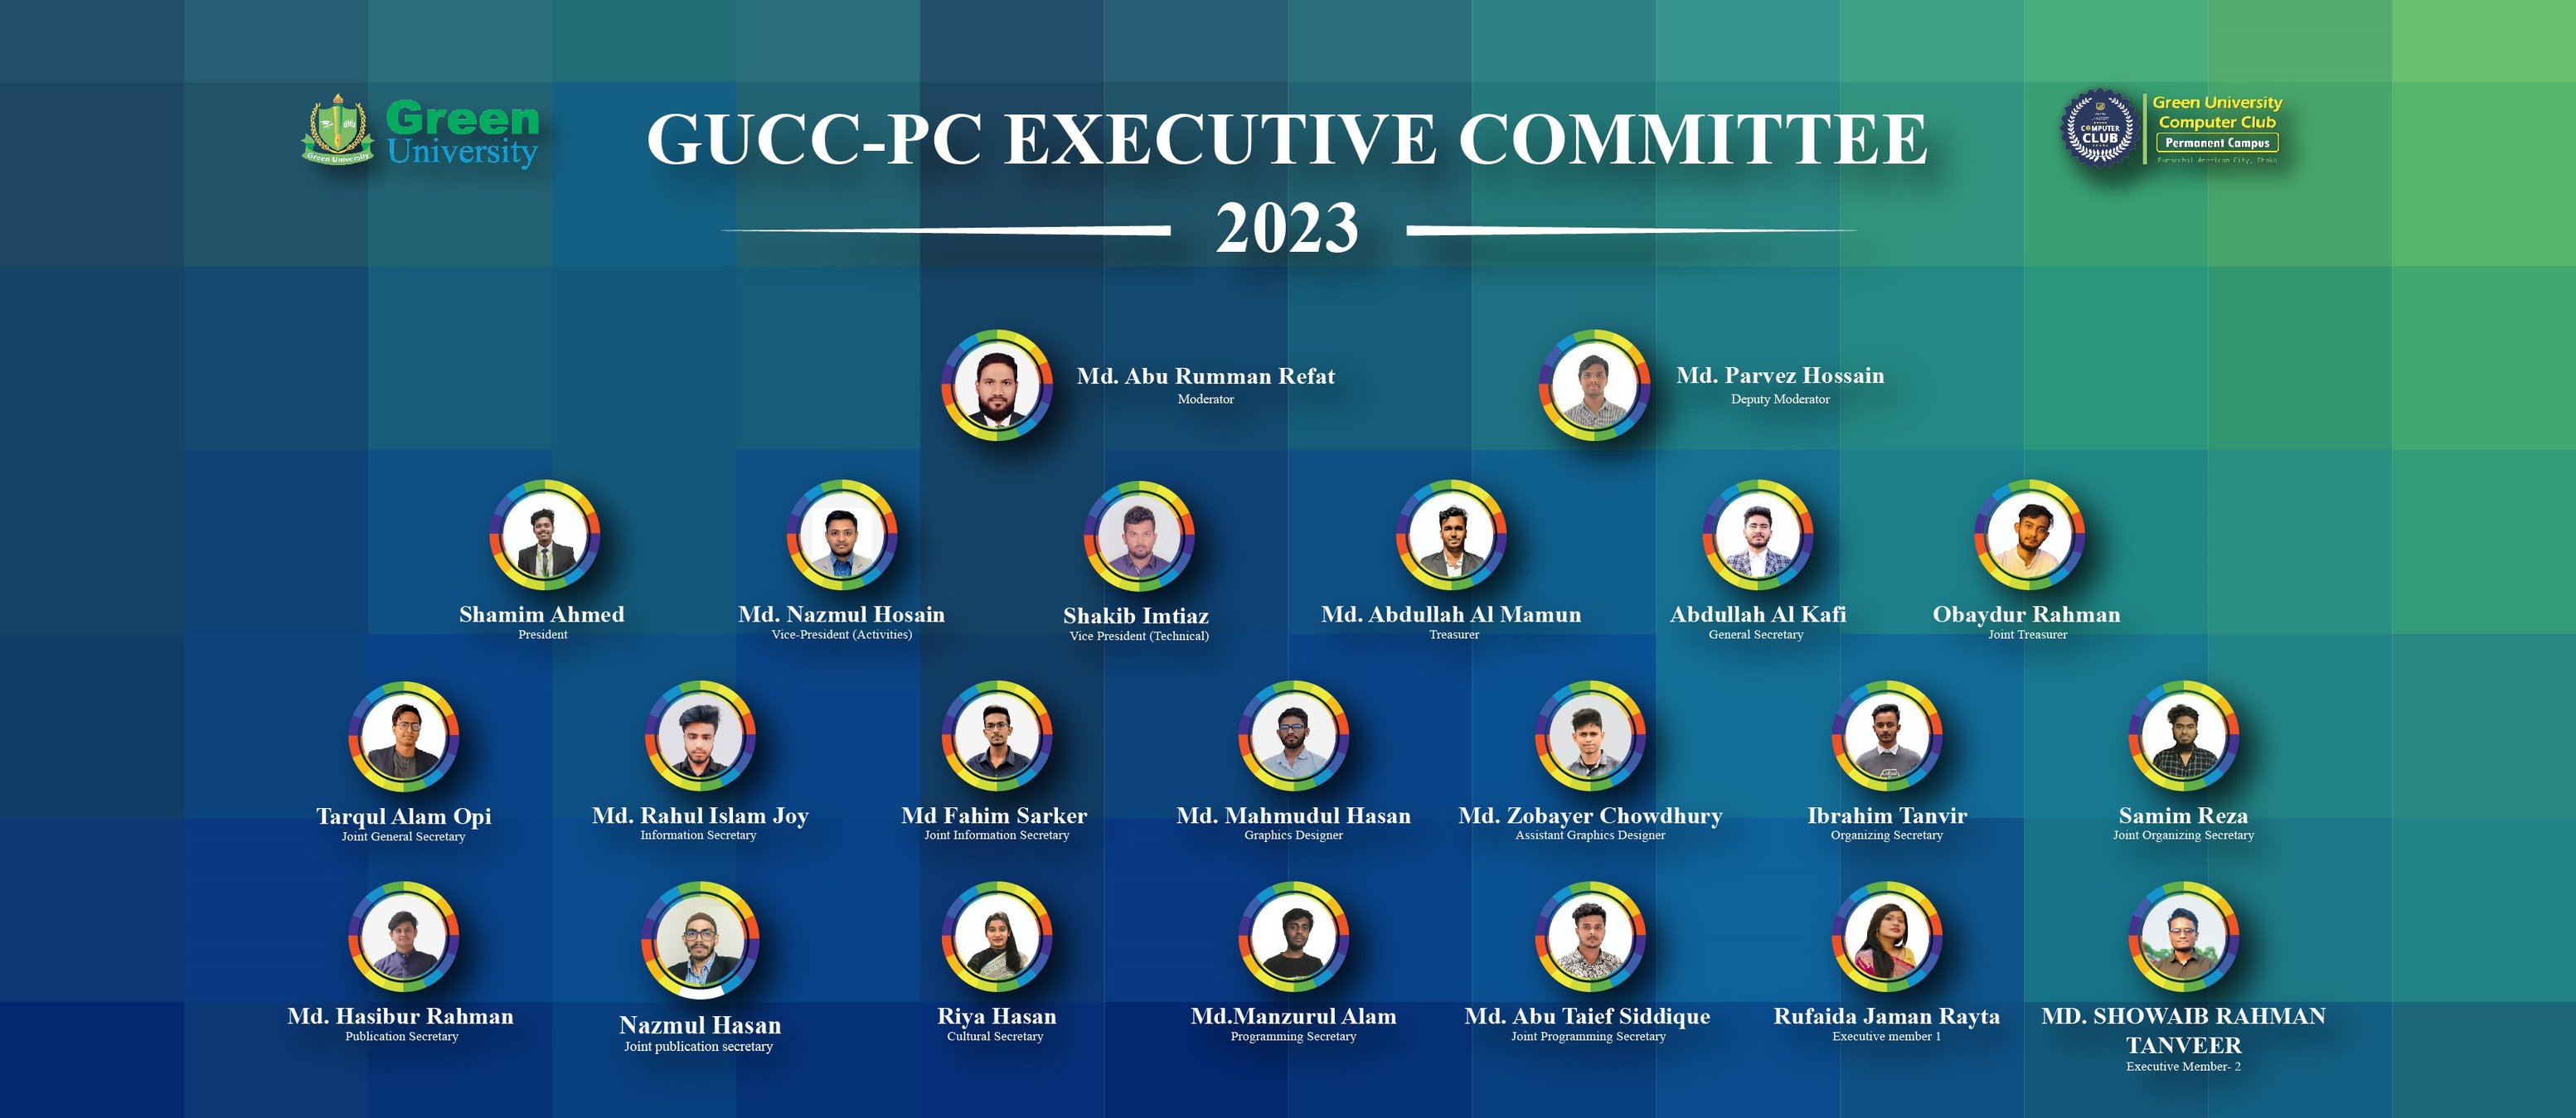 Green
University
Green University
GUCC-PC EXECUTIVE COMMITTEE
2023
COMPUTER
CLUB
Green University
Computer Club
Permanent Campus
Purbachal American City, Dhaka
Md. Abu Rumman Refat
Moderator
Md. Parvez Hossain
Deputy Moderator
Shamim Ahmed
President
Md. Nazmul Hosain
Vice-President (Activities)
Shakib Imtiaz
Vice President (Technical)
Md. Abdullah Al Mamun
Treasurer
Abdullah Al Kafi
General Secretary
Obaydur Rahman
Joint Treasurer
Tarqul Alam Opi
Joint General Secretary
Md. Rahul Islam Joy
Information Secretary
Md Fahim Sarker
Joint Information Secretary
Md. Mahmudul Hasan
Graphics Designer
Md. Zobayer Chowdhury
Assistant Graphics Designer
Ibrahim Tanvir
Organizing Secretary
Samim Reza
Joint Organizing Secretary
Md. Hasibur Rahman
Publication Secretary
Nazmul Hasan
Joint publication secretary
Riya Hasan
Cultural Secretary
Md.Manzurul Alam
Programming Secretary
Md. Abu Taief Siddique
Joint Programming Secretary
Rufaida Jaman Rayta
Executive member 1
MD. SHOWAIB RAHMAN
TANVEER
Executive Member- 2